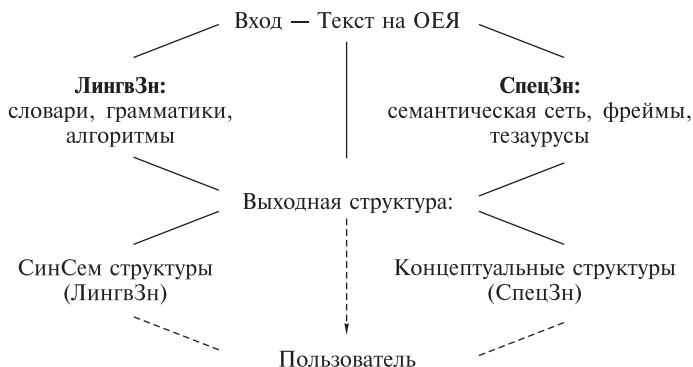 Вход — Текст на ОЕЯ
ЛингвЗн:
словари, грамматики,
алгоритмы
СпецЗн:
семантическая сеть, фреймы,
тезаурусы
Выходная структура:
СинСем структуры
(ЛингвЗн)
Концептуальные структуры
(СпецЗн)
Пользователь